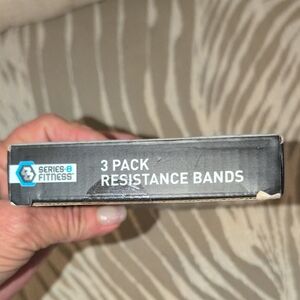 SERIES-8
FITNESS
3 PACK
RESISTANCE BANDS